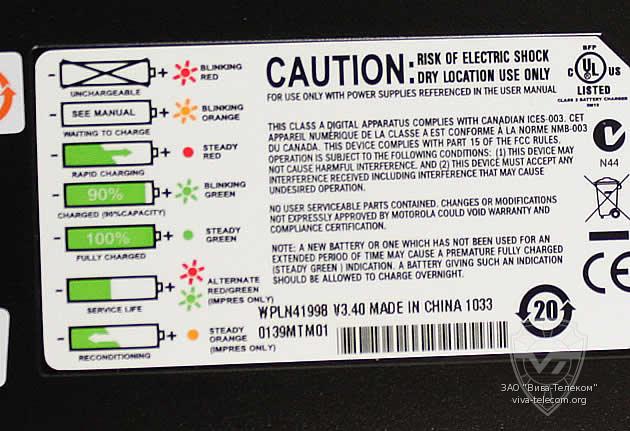 - + BLINKING RED
UNCHARGEABLE
- SEE MANUAL + BLINKING ORANGE
WAITING TO CHARGE
- + STEADY RED
RAPID CHARGING
- 90% + BLINKING GREEN
CHARGED (90%CAPACITY)
- 100% + STEADY GREEN
FULLY CHARGED
- + ALTERNATE RED/GREEN (IMPRES ONLY)
SERVICE LIFE
- + STEADY ORANGE (IMPRES ONLY)
RECONDITIONING
CAUTION: RISK OF ELECTRIC SHOCK
DRY LOCATION USE ONLY
FOR USE ONLY WITH POWER SUPPLIES REFERENCED IN THE USER MANUAL
THIS CLASS A DIGITAL APPARATUS COMPLIES WITH CANADIAN ICES-003. CET
APPAREIL NUMÉRIQUE DE LA CLASSE A EST CONFORME À LA NORME NMB-003
DU CANADA. THIS DEVICE COMPLIES WITH PART 15 OF THE FCC RULES.
OPERATION IS SUBJECT TO THE FOLLOWING CONDITIONS: (1) THIS DEVICE MAY
NOT CAUSE HARMFUL INTERFERENCE, AND (2) THIS DEVICE MUST ACCEPT ANY
INTERFERENCE RECEIVED INCLUDING INTERFERENCE THAT MAY CAUSE
UNDESIRED OPERATION.
NO USER SERVICEABLE PARTS CONTAINED. CHANGES OR MODIFICATIONS
NOT EXPRESSLY APPROVED BY MOTOROLA COULD VOID WARRANTY AND
COMPLIANCE CERTIFICATION.
NOTE: A NEW BATTERY OR ONE WHICH HAS NOT BEEN USED FOR AN
EXTENDED PERIOD OF TIME MAY CAUSE A PREMATURE FULLY CHARGED
(STEADY GREEN ) INDICATION. A BATTERY GIVING SUCH AN INDICATION
SHOULD BE ALLOWED TO CHARGE OVERNIGHT.
WPLN41998 V3.40 MADE IN CHINA 1033
0139MTM01
BFP
C UL US
LISTED
CLASS 2 BATTERY CHARGER
N44
CE
20
ЗАО "Вива-Телеком"
viva-telecom.org